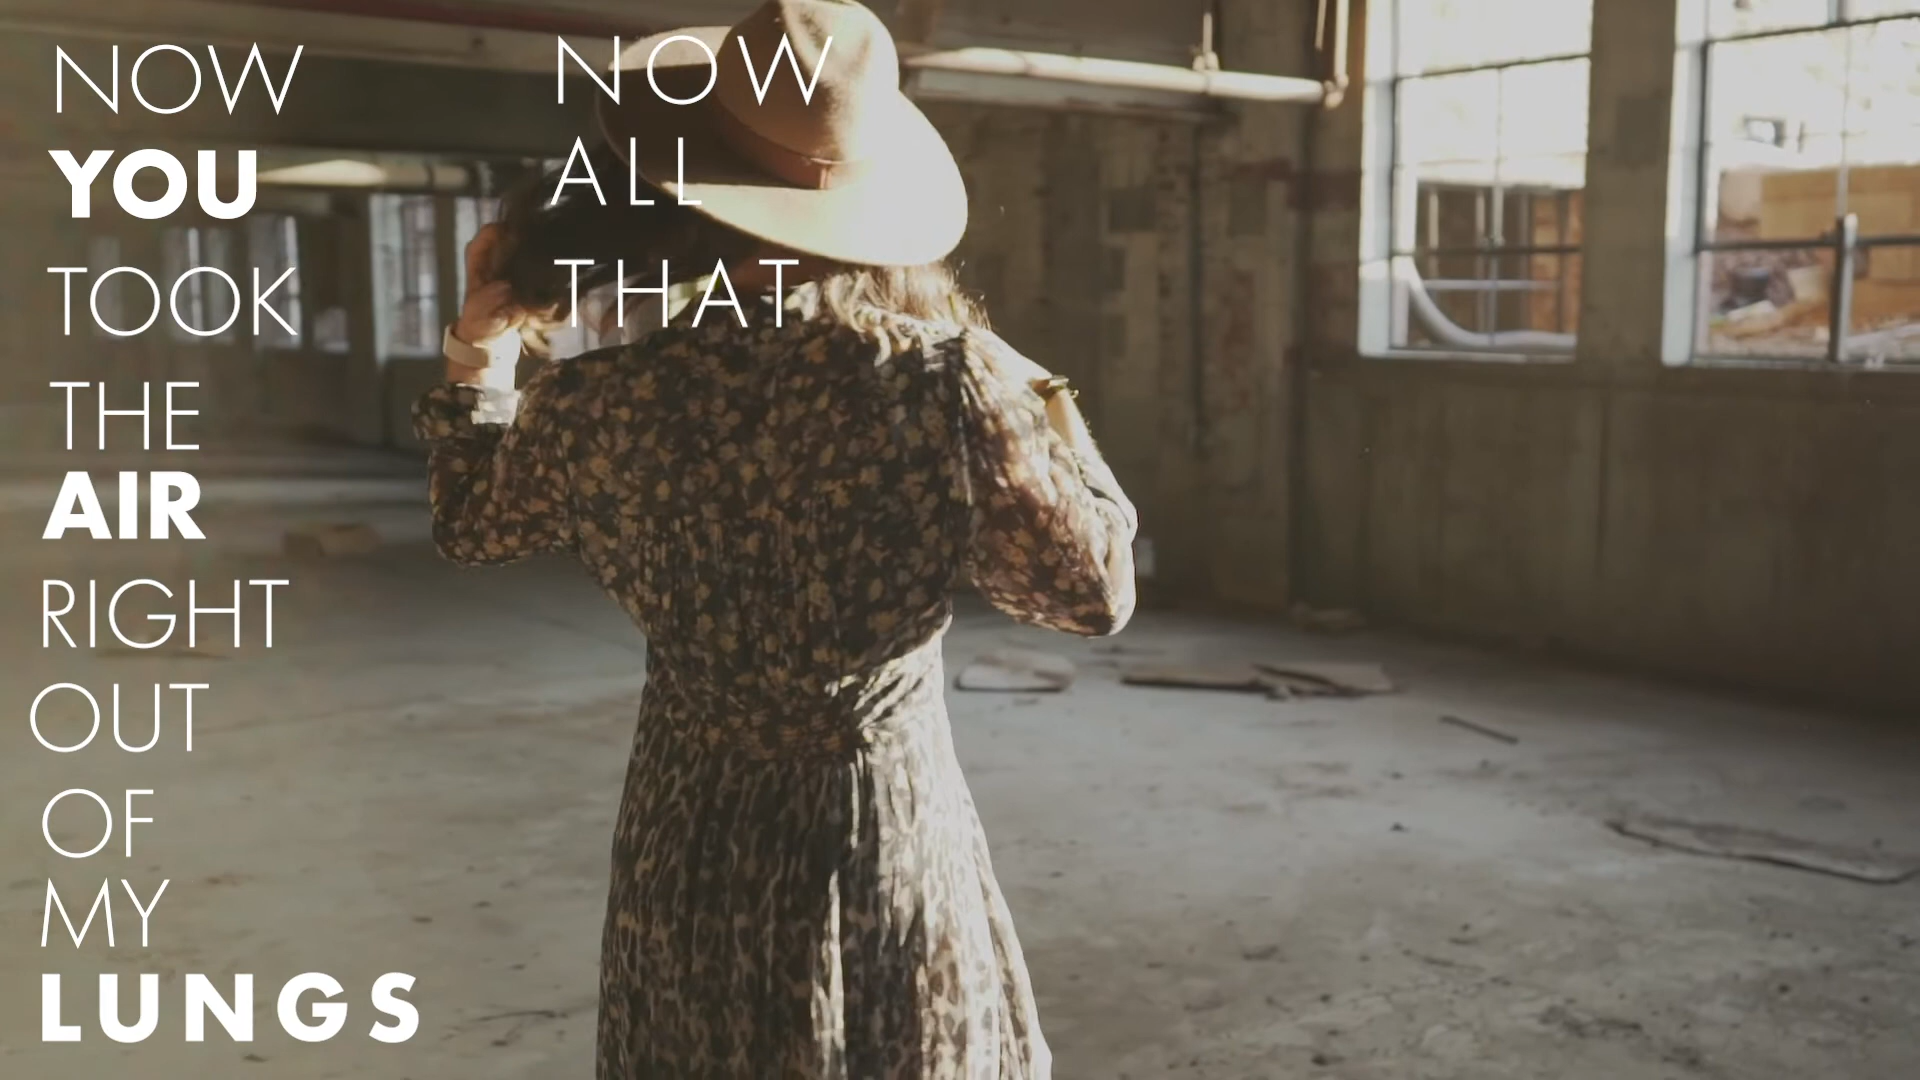 NOW
YOU
TOOK
THE
AIR
RIGHT
OUT
OF
MY
LUNGS
NOW
ALL
THAT